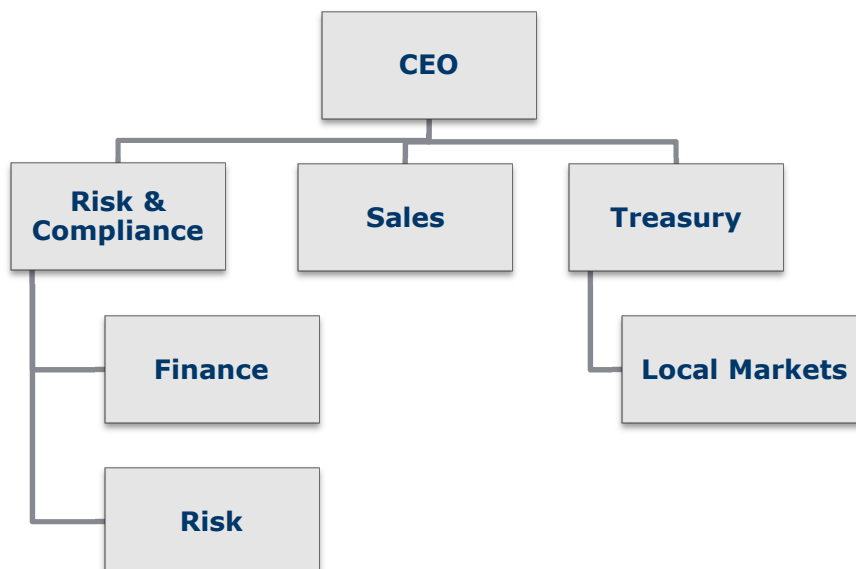 CEO
Risk &
Compliance
Sales
Treasury
Finance
Local Markets
Risk